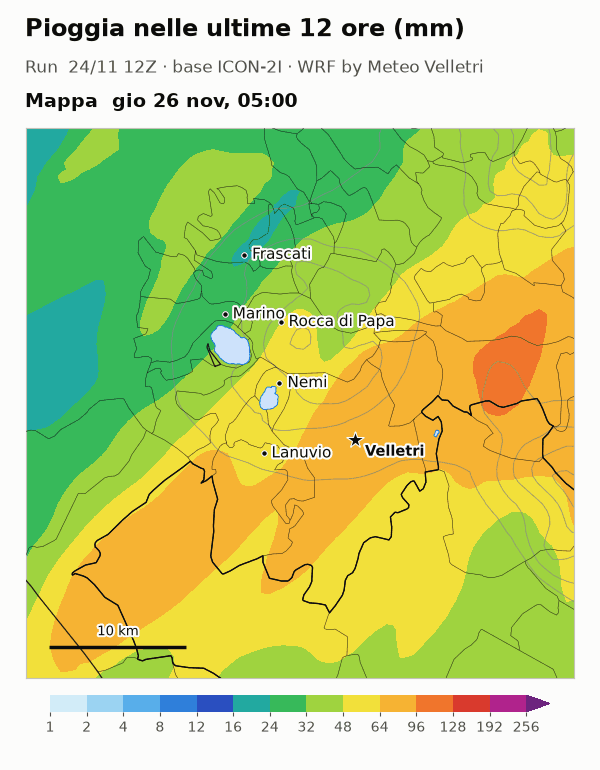 Pioggia nelle ultime 12 ore (mm)
Run  24/11 12Z · base ICON-2I · WRF by Meteo Velletri
Mappa  gio 26 nov, 05:00
Frascati
Marino
Rocca di Papa
Nemi
Velletri
Lanuvio
10 km
1 2 4 8 12 16 24 32 48 64 96 128 192 256